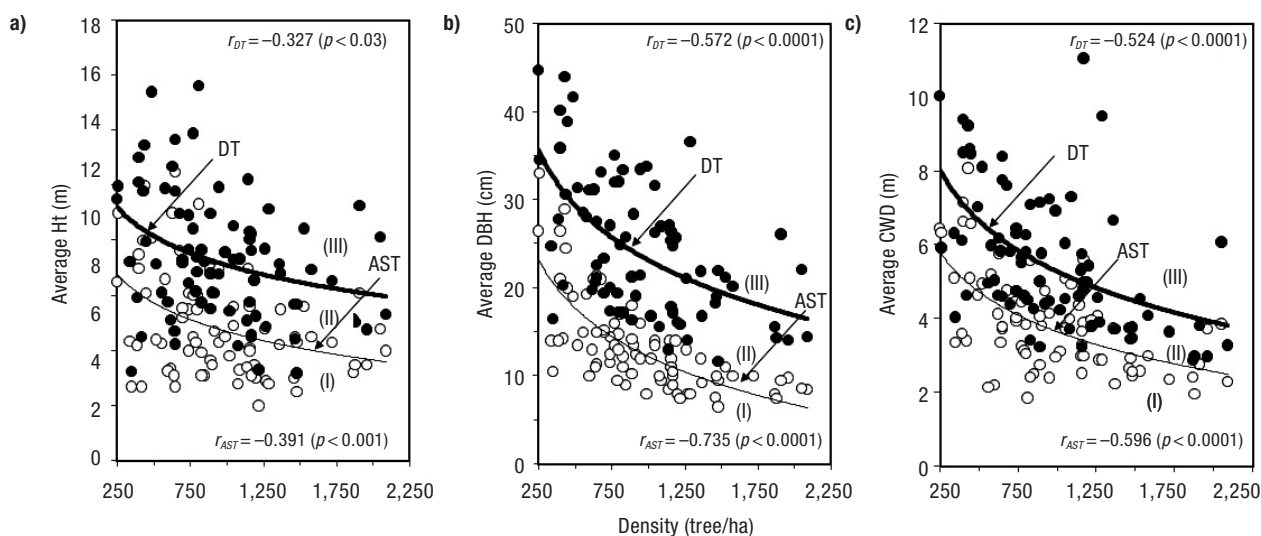 a)
r_DT = −0.327 (p < 0.03)
Average Ht (m)
18
16
14
12
10
8
6
4
2
0
DT
(III)
AST
(II)
(I)
r_AST = −0.391 (p < 0.001)
250 750 1,250 1,750 2,250
b)
r_DT = −0.572 (p < 0.0001)
Average DBH (cm)
50
40
30
20
10
0
DT
(III)
AST
(II)
(I)
r_AST = −0.735 (p < 0.0001)
250 750 1,250 1,750 2,250
Density (tree/ha)
c)
r_DT = −0.524 (p < 0.0001)
Average CWD (m)
12
10
8
6
4
2
0
DT
AST
(III)
(II)
(I)
r_AST = −0.596 (p < 0.0001)
250 750 1,250 1,750 2,250